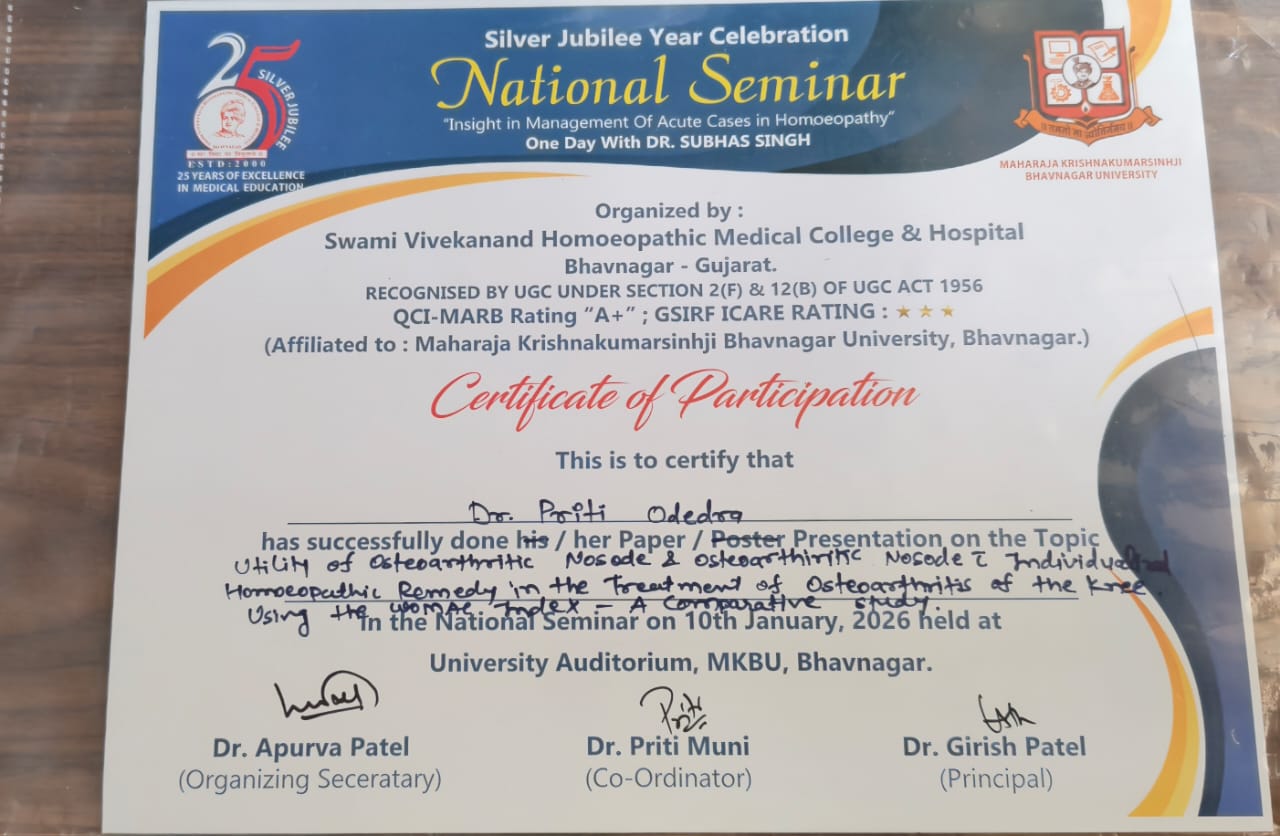 25
SILVER JUBILEE
ESTD:2000
25 YEARS OF EXCELLENCE
IN MEDICAL EDUCATION
Silver Jubilee Year Celebration
National Seminar
"Insight in Management Of Acute Cases in Homoeopathy"
One Day With DR. SUBHAS SINGH
MAHARAJA KRISHNAKUMARSINHJI
BHAVNAGAR UNIVERSITY
Organized by :
Swami Vivekanand Homoeopathic Medical College & Hospital
Bhavnagar - Gujarat.
RECOGNISED BY UGC UNDER SECTION 2(F) & 12(B) OF UGC ACT 1956
QCI-MARB Rating "A+" ; GSIRF ICARE RATING : ★ ★ ★
(Affiliated to : Maharaja Krishnakumarsinhji Bhavnagar University, Bhavnagar.)
Certificate of Participation
This is to certify that
Dr. Priti Odedra
has successfully done his / her Paper / Poster Presentation on the Topic
Utility of Osteoarthritic Nosode & Osteoarthiritic Nosode c̄ Individualized
Homoeopathic Remedy in the Treatment of Osteoarthritis of the Knee
Using the WOMAC Index - A Comparative study.
In the National Seminar on 10th January, 2026 held at
University Auditorium, MKBU, Bhavnagar.
Priti
Dr. Apurva Patel
(Organizing Seceratary)
Dr. Priti Muni
(Co-Ordinator)
Dr. Girish Patel
(Principal)